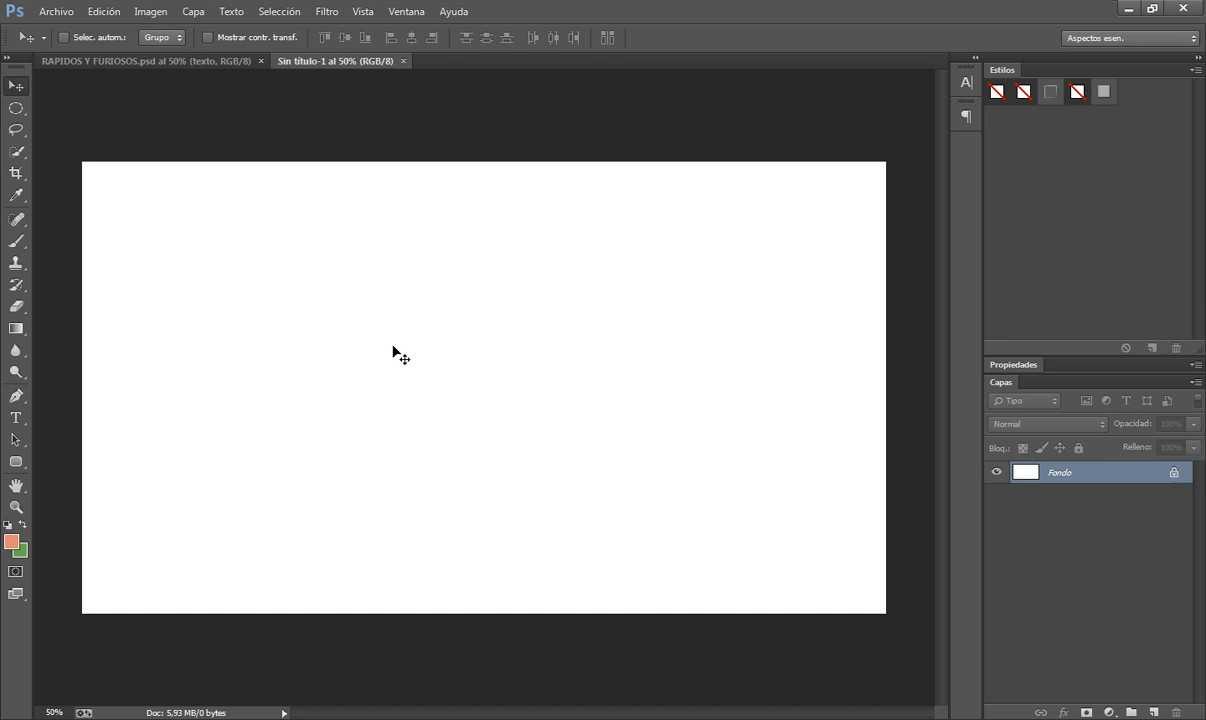 Ps Archivo Edición Imagen Capa Texto Selección Filtro Vista Ventana Ayuda
Selec. autom.: Grupo Mostrar contr. transf. Aspectos esen.
RAPIDOS Y FURIOSOS.psd al 50% (texto, RGB/8) × Sin título-1 al 50% (RGB/8) ×
Estilos
Propiedades
Capas
Tipo
Normal Opacidad: 100%
Bloq.: Relleno: 100%
Fondo
50% Doc: 5,93 MB/0 bytes